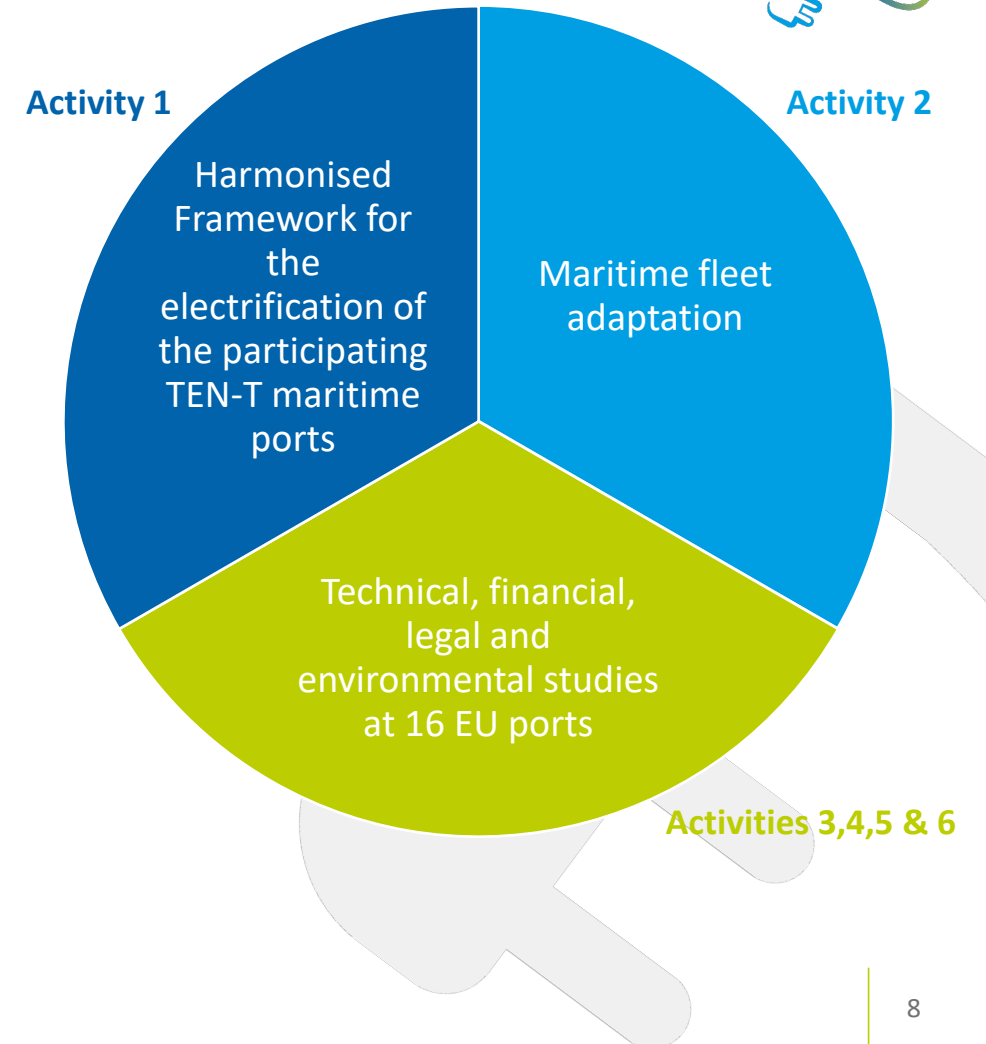 Activity 1
Activity 2
Harmonised
Framework for
the
electrification of
the participating
TEN-T maritime
ports
Maritime fleet
adaptation
Technical, financial,
legal and
environmental studies
at 16 EU ports
Activities 3,4,5 & 6
8